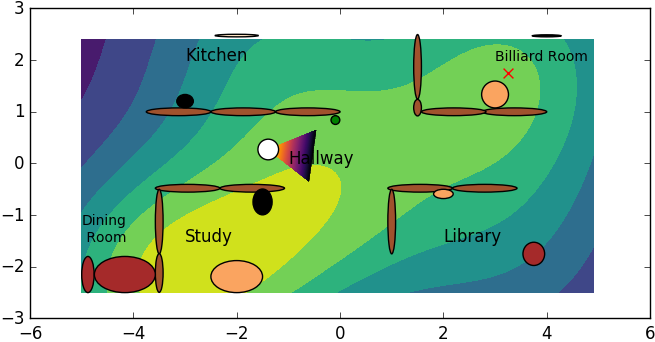 3
2
1
0
−1
−2
−3
−6
−4
−2
0
2
4
6
Kitchen
Billiard Room
Hallway
Dining
Room
Study
Library